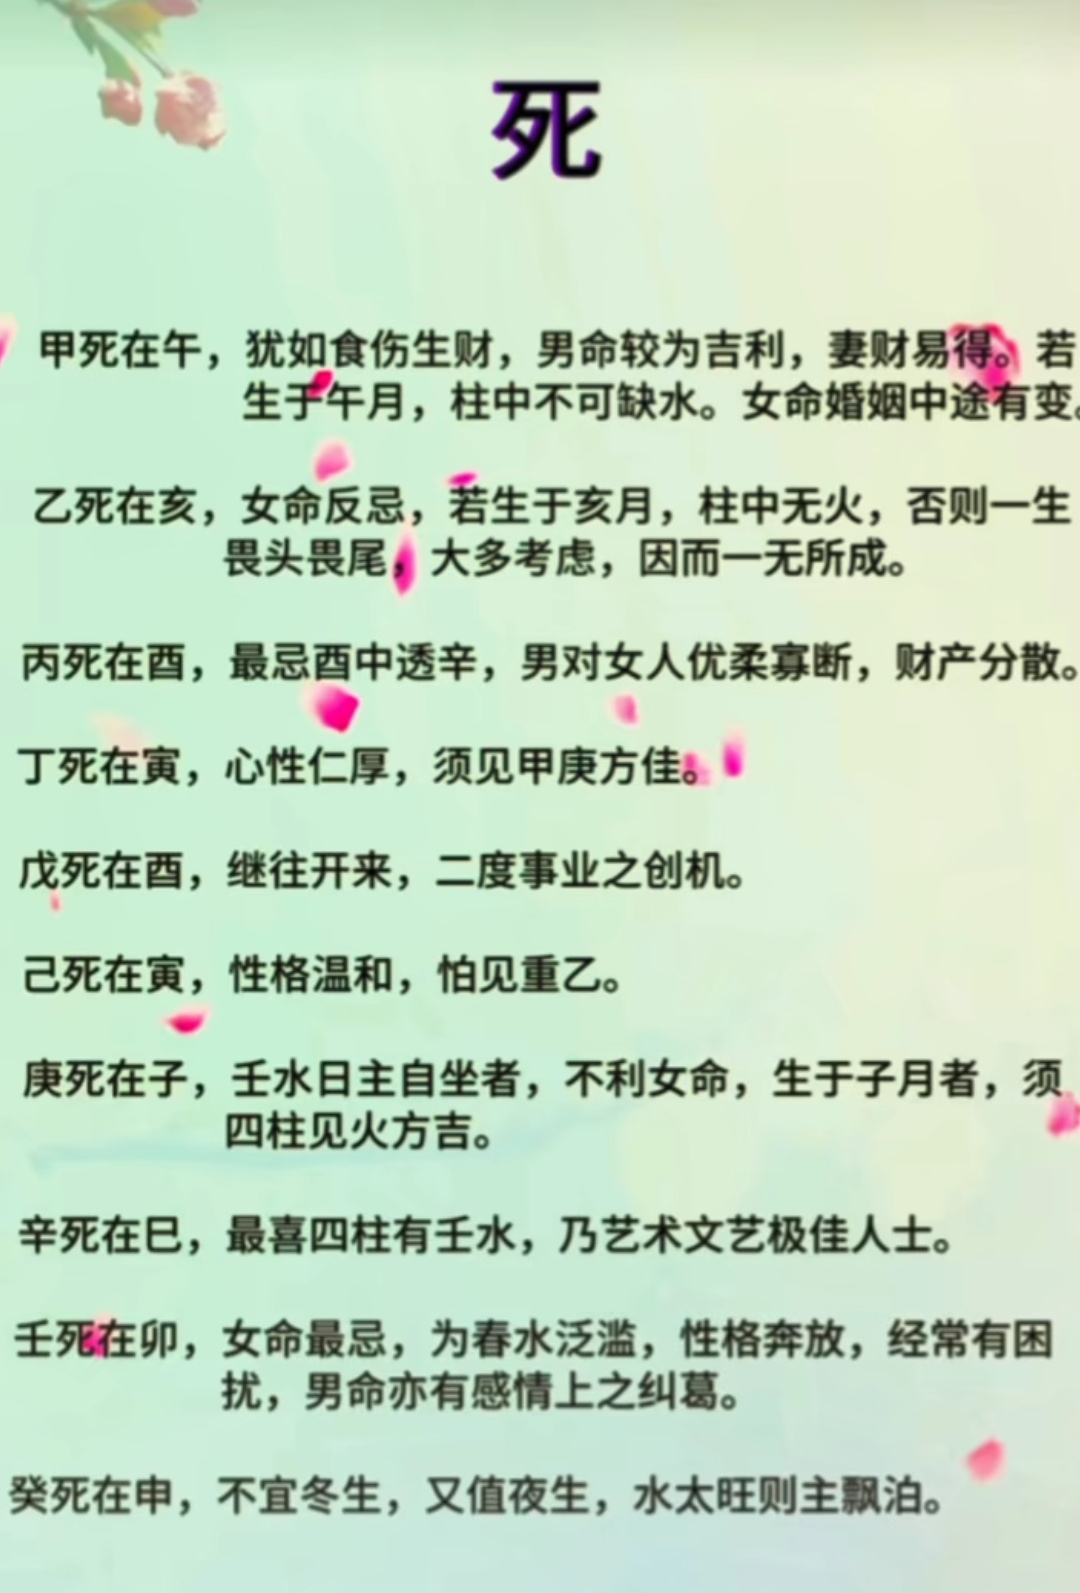 死
甲死在午，犹如食伤生财，男命较为吉利，妻财易得。若
生于午月，柱中不可缺水。女命婚姻中途有变。
乙死在亥，女命反忌，若生于亥月，柱中无火，否则一生
畏头畏尾，大多考虑，因而一无所成。
丙死在酉，最忌酉中透辛，男对女人优柔寡断，财产分散。
丁死在寅，心性仁厚，须见甲庚方佳。
戊死在酉，继往开来，二度事业之创机。
己死在寅，性格温和，怕见重乙。
庚死在子，壬水日主自坐者，不利女命，生于子月者，须
四柱见火方吉。
辛死在巳，最喜四柱有壬水，乃艺术文艺极佳人士。
壬死在卯，女命最忌，为春水泛滥，性格奔放，经常有困
扰，男命亦有感情上之纠葛。
癸死在申，不宜冬生，又值夜生，水太旺则主飘泊。